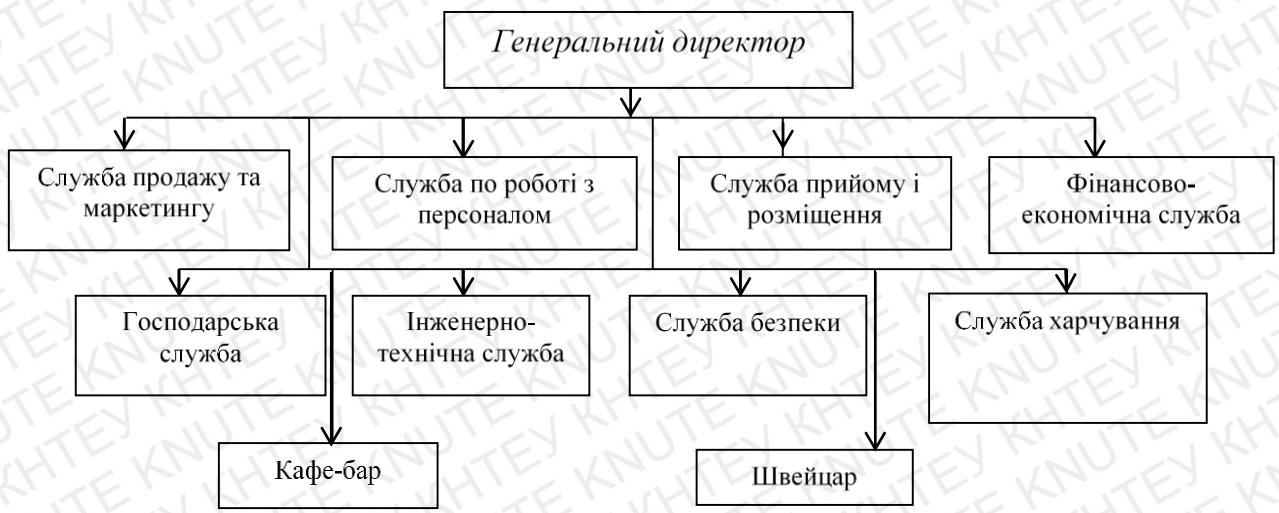 Генеральний директор
Служба продажу та
маркетингу
Служба по роботі з
персоналом
Служба прийому і
розміщення
Фінансово-
економічна служба
Господарська
служба
Інженерно-
технічна служба
Служба безпеки
Служба харчування
Кафе-бар
Швейцар